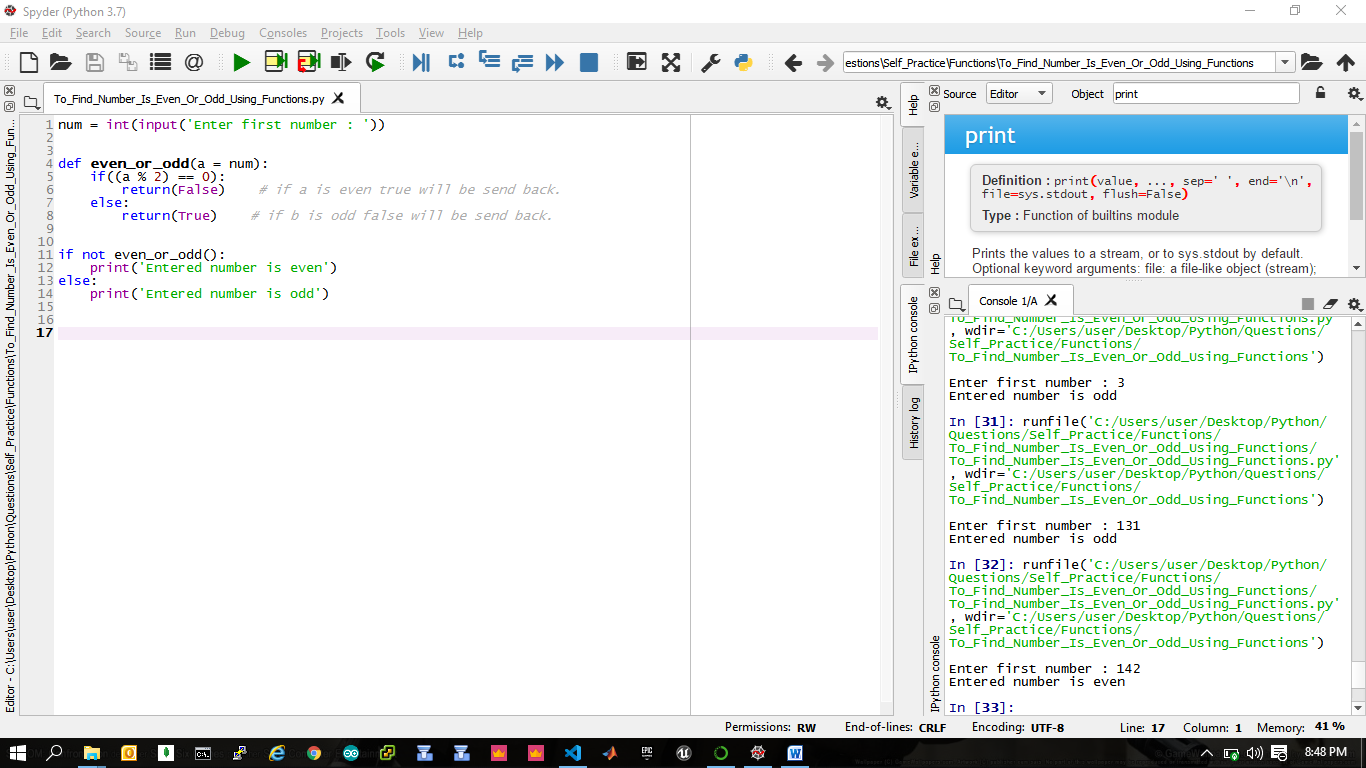 Spyder (Python 3.7)
File Edit Search Source Run Debug Consoles Projects Tools View Help
estions\Self_Practice\Functions\To_Find_Number_Is_Even_Or_Odd_Using_Functions
To_Find_Number_Is_Even_Or_Odd_Using_Functions.py
Editor - C:\Users\user\Desktop\Python\Questions\Self_Practice\Functions\To_Find_Number_Is_Even_Or_Odd_Using_Fun...
1 num = int(input('Enter first number : '))
2
3
4 def even_or_odd(a = num):
5     if((a % 2) == 0):
6         return(False)    # if a is even true will be send back.
7     else:
8         return(True)    # if b is odd false will be send back.
9
10
11 if not even_or_odd():
12     print('Entered number is even')
13 else:
14     print('Entered number is odd')
15
16
17
Help
Variable e...
File ex...
Help
Source Editor Object print
print
Definition : print(value, ..., sep=' ', end='\n',
file=sys.stdout, flush=False)
Type : Function of builtins module
Prints the values to a stream, or to sys.stdout by default.
Optional keyword arguments: file: a file-like object (stream);
IPython console
History log
IPython console
Console 1/A
To_Find_Number_Is_Even_Or_Odd_Using_Functions.py'
, wdir='C:/Users/user/Desktop/Python/Questions/
Self_Practice/Functions/
To_Find_Number_Is_Even_Or_Odd_Using_Functions')
Enter first number : 3
Entered number is odd
In [31]: runfile('C:/Users/user/Desktop/Python/
Questions/Self_Practice/Functions/
To_Find_Number_Is_Even_Or_Odd_Using_Functions/
To_Find_Number_Is_Even_Or_Odd_Using_Functions.py'
, wdir='C:/Users/user/Desktop/Python/Questions/
Self_Practice/Functions/
To_Find_Number_Is_Even_Or_Odd_Using_Functions')
Enter first number : 131
Entered number is odd
In [32]: runfile('C:/Users/user/Desktop/Python/
Questions/Self_Practice/Functions/
To_Find_Number_Is_Even_Or_Odd_Using_Functions/
To_Find_Number_Is_Even_Or_Odd_Using_Functions.py'
, wdir='C:/Users/user/Desktop/Python/Questions/
Self_Practice/Functions/
To_Find_Number_Is_Even_Or_Odd_Using_Functions')
Enter first number : 142
Entered number is even
In [33]:
Permissions: RW End-of-lines: CRLF Encoding: UTF-8 Line: 17 Column: 1 Memory: 41 %
8:48 PM